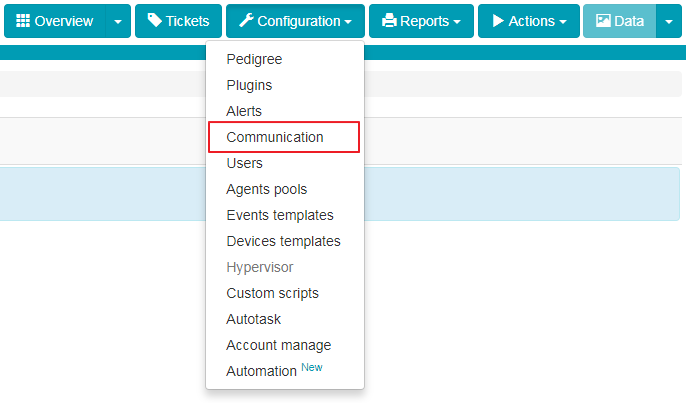 Overview Tickets Configuration Reports Actions Data
Pedigree
Plugins
Alerts
Communication
Users
Agents pools
Events templates
Devices templates
Hypervisor
Custom scripts
Autotask
Account manage
Automation New